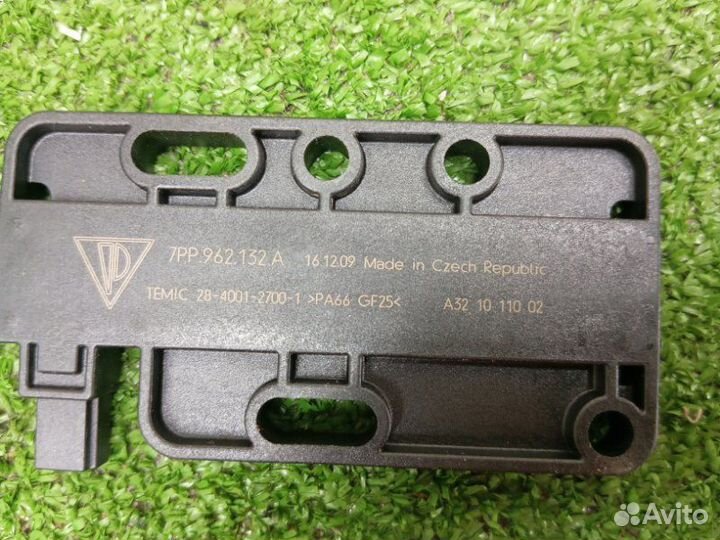 7PP.962.132.A 16.12.09 Made in Czech Republic
TEMIC 28-4001-2700-1 >PA66 GF25< A32 10 110 02
Avito